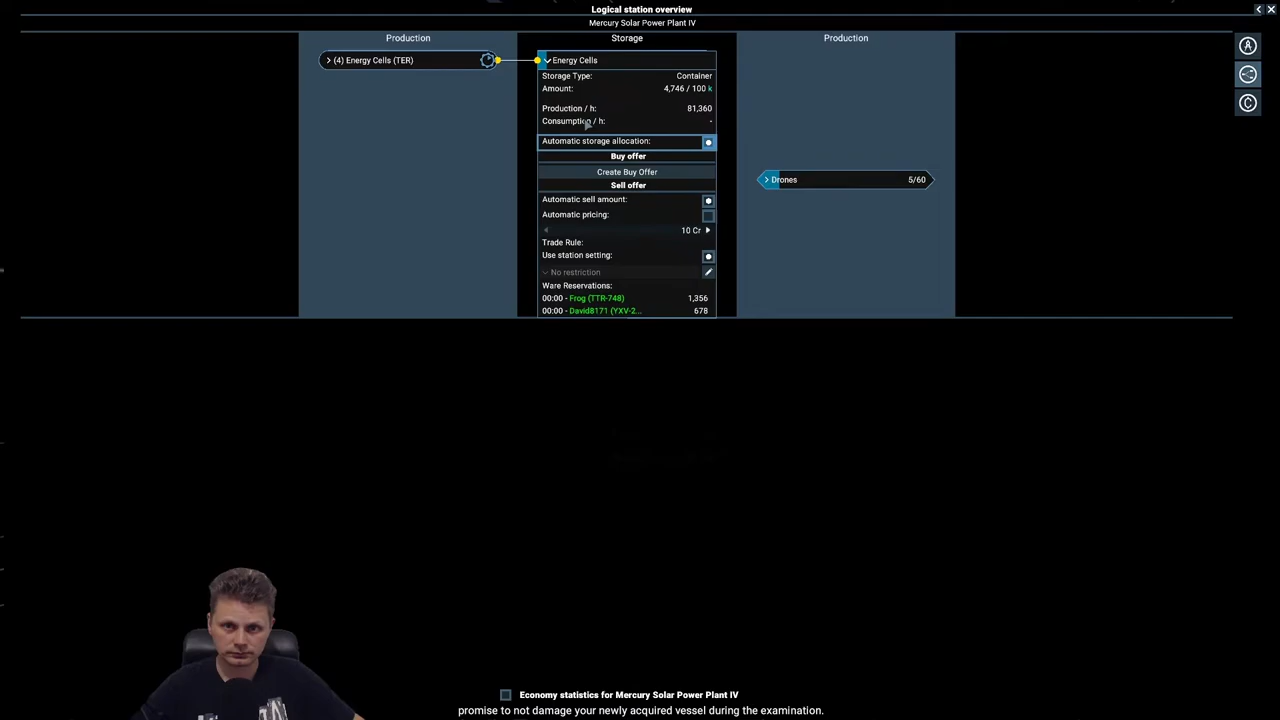 Logical station overview
Mercury Solar Power Plant IV
Production
Storage
Production
(4) Energy Cells (TER)
Energy Cells
Storage Type: Container
Amount: 4,746 / 100 k
Production / h: 81,360
Consumption / h: -
Automatic storage allocation:
Buy offer
Create Buy Offer
Sell offer
Automatic sell amount:
Automatic pricing:
10 Cr
Trade Rule:
Use station setting:
No restriction
Ware Reservations:
00:00 - Frog (TTR-748) 1,356
00:00 - David8171 (YXV-2... 678
Drones 5/60
Economy statistics for Mercury Solar Power Plant IV
promise to not damage your newly acquired vessel during the examination.